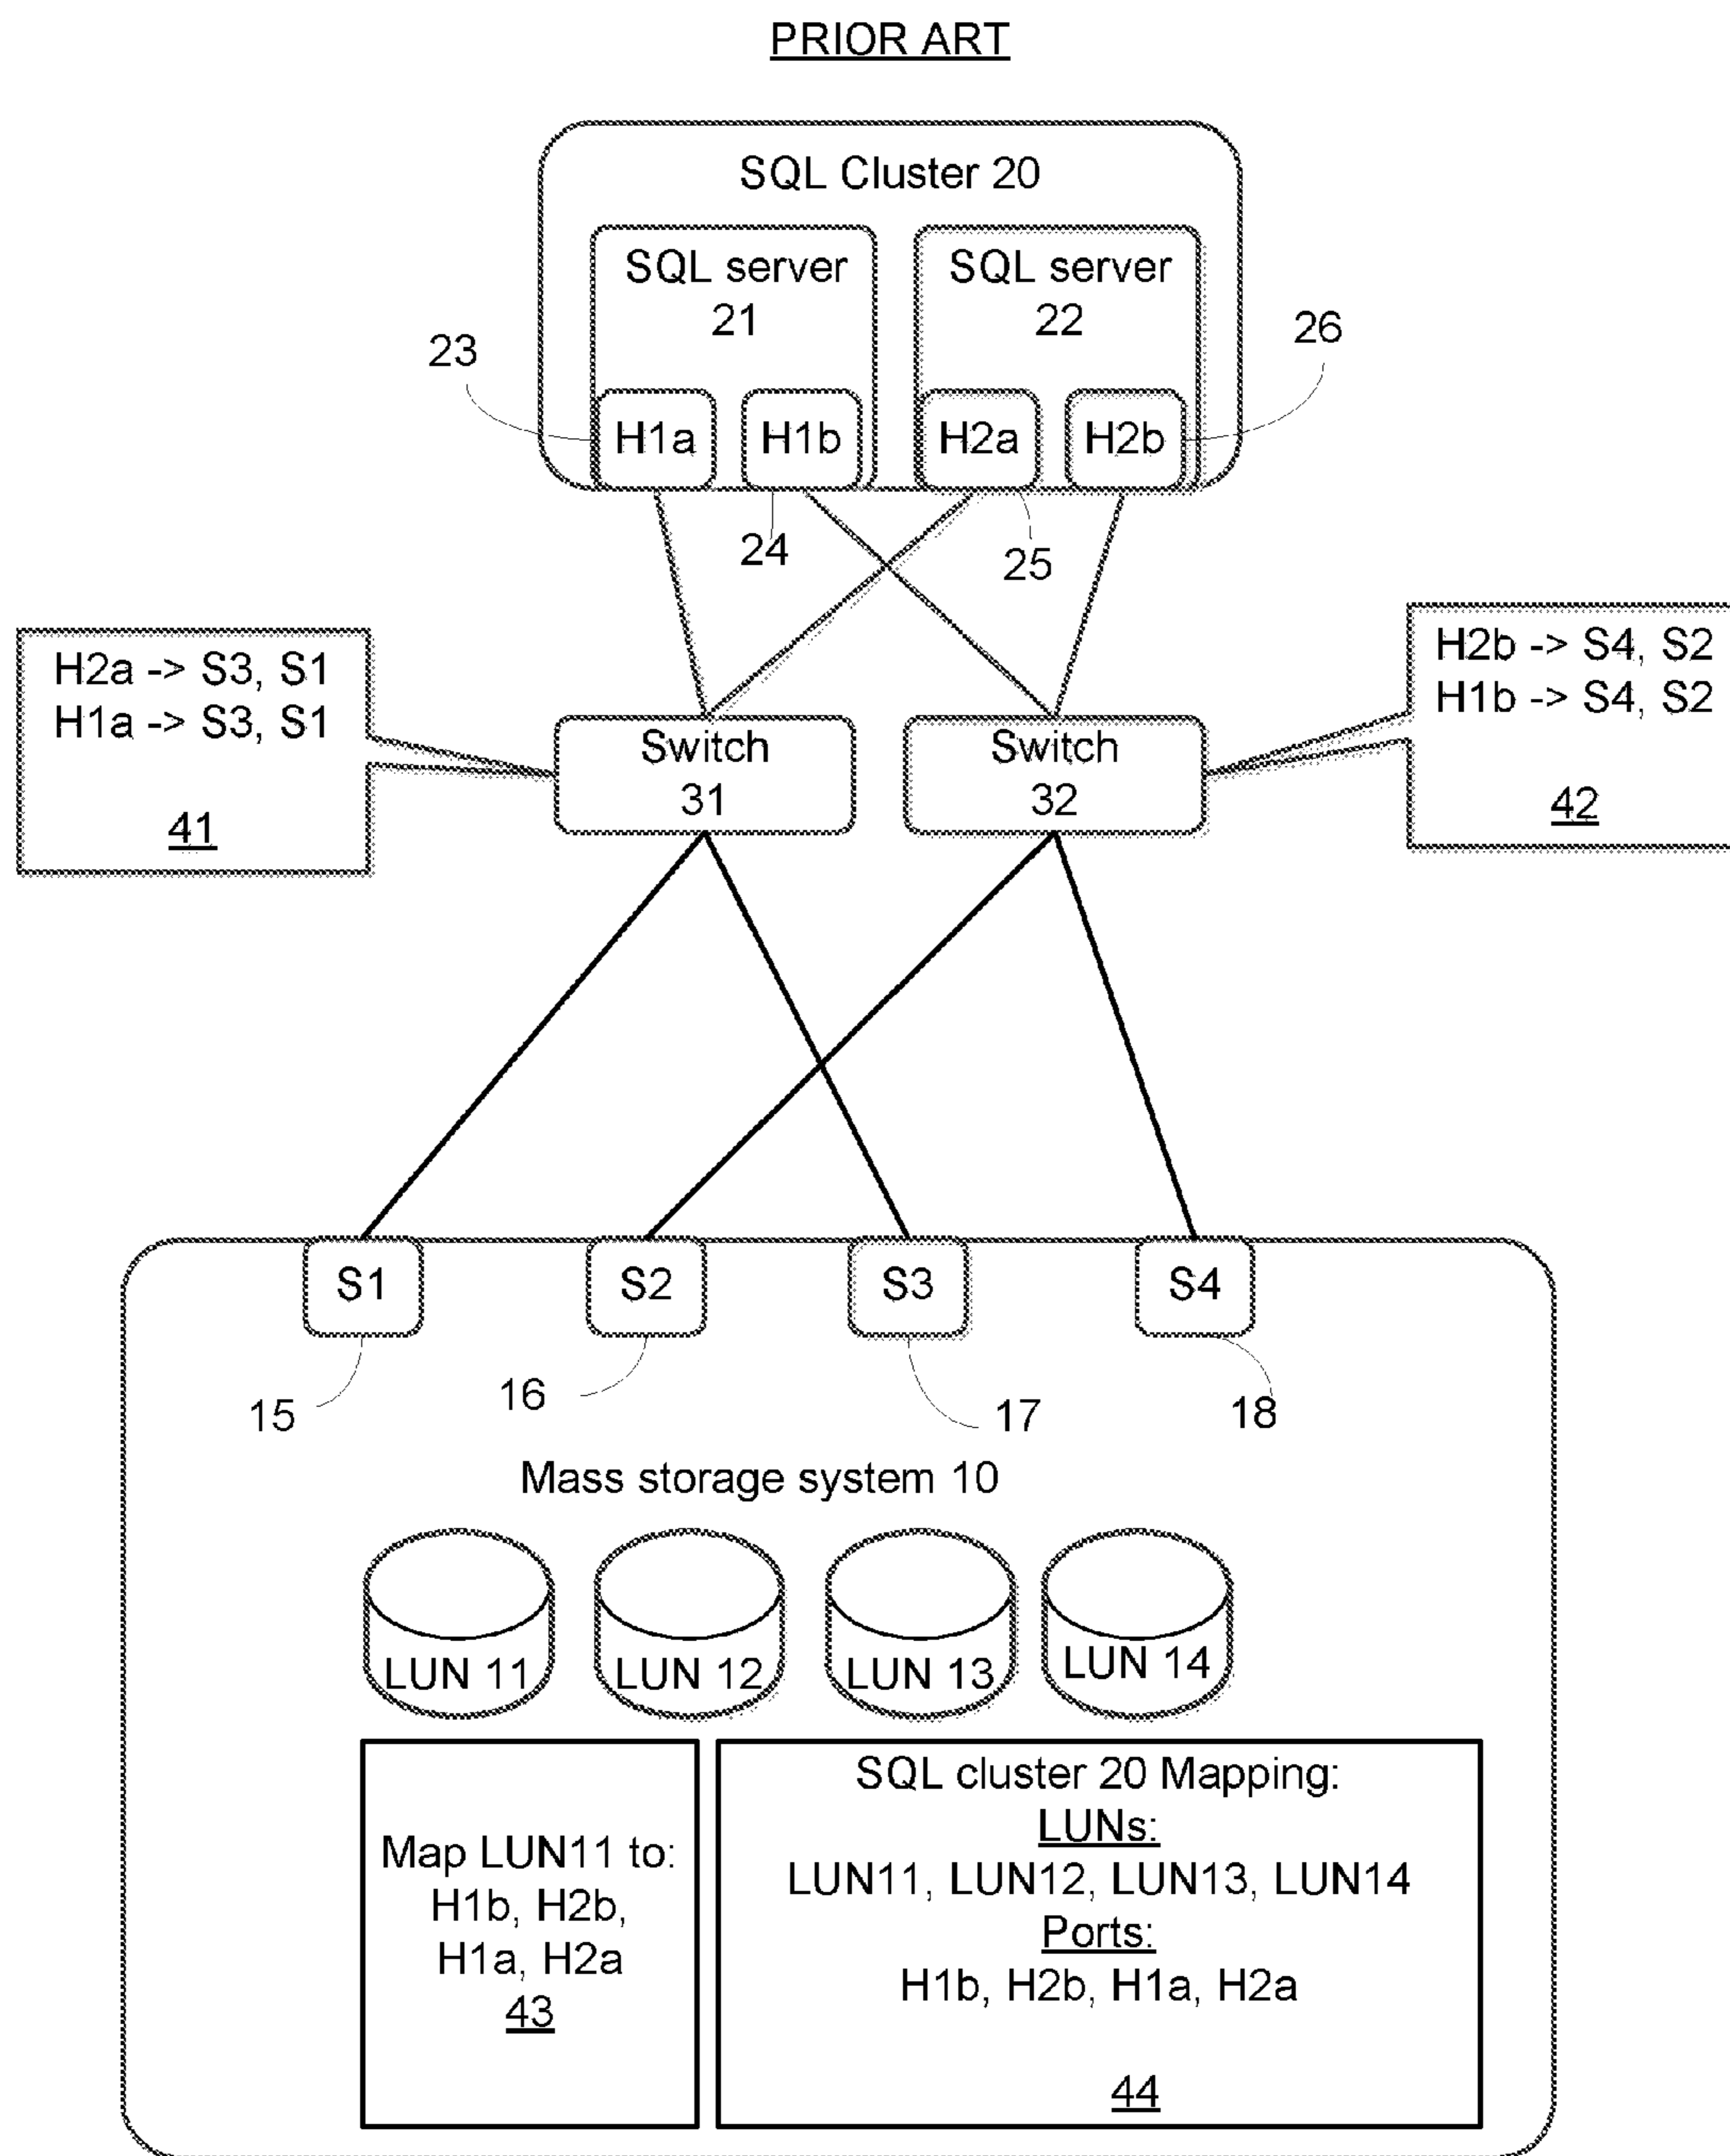 PRIOR ART
SQL Cluster 20
SQL server
21
SQL server
22
23
26
H1a
H1b
H2a
H2b
24
25
H2a -> S3, S1
H1a -> S3, S1
41
H2b -> S4, S2
H1b -> S4, S2
42
Switch
31
Switch
32
S1
S2
S3
S4
15
16
17
18
Mass storage system 10
LUN 11
LUN 12
LUN 13
LUN 14
Map LUN11 to:
H1b, H2b,
H1a, H2a
43
SQL cluster 20 Mapping:
LUNs:
LUN11, LUN12, LUN13, LUN14
Ports:
H1b, H2b, H1a, H2a
44